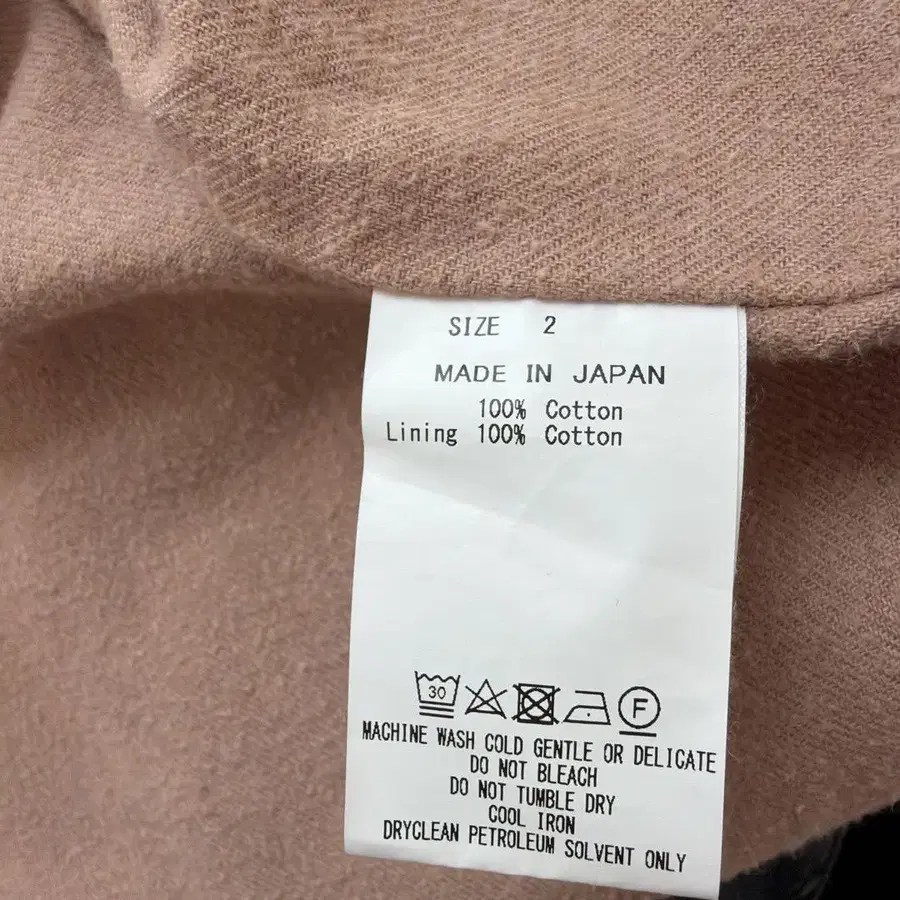 SIZE 2
MADE IN JAPAN
100% Cotton
Lining 100% Cotton
30 F
MACHINE WASH COLD GENTLE OR DELICATE
DO NOT BLEACH
DO NOT TUMBLE DRY
COOL IRON
DRYCLEAN PETROLEUM SOLVENT ONLY